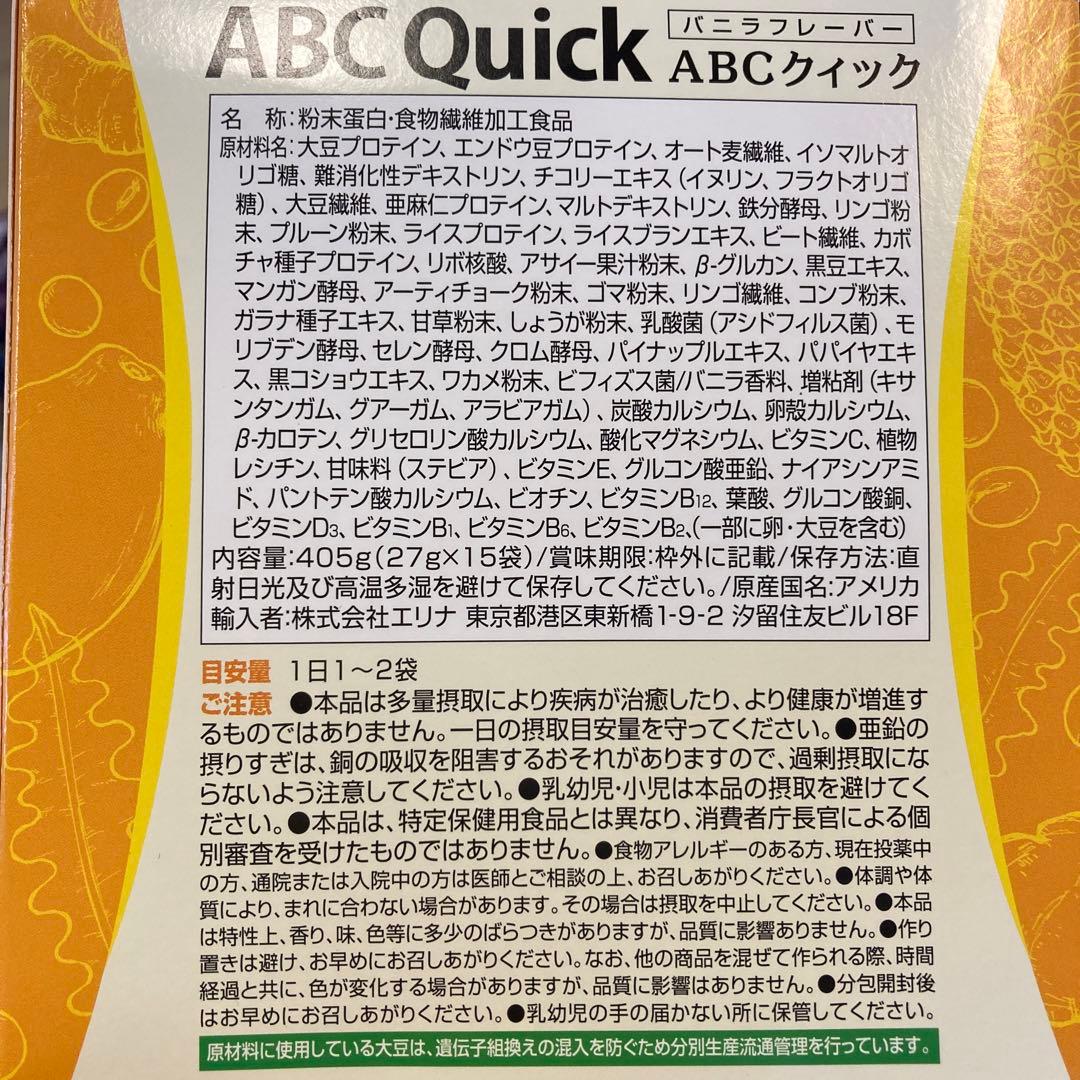 ABC Quick バニラフレーバー
ABCクィック
名　称:粉末蛋白・食物繊維加工食品
原材料名:大豆プロテイン、エンドウ豆プロテイン、オート麦繊維、イソマルトオ
リゴ糖、難消化性デキストリン、チコリーエキス(イヌリン、フラクトオリゴ
糖)、大豆繊維、亜麻仁プロテイン、マルトデキストリン、鉄分酵母、リンゴ粉
末、プルーン粉末、ライスプロテイン、ライスブランエキス、ビート繊維、カボ
チャ種子プロテイン、リボ核酸、アサイー果汁粉末、β-グルカン、黒豆エキス、
マンガン酵母、アーティチョーク粉末、ゴマ粉末、リンゴ繊維、コンブ粉末、
ガラナ種子エキス、甘草粉末、しょうが粉末、乳酸菌(アシドフィルス菌)、モ
リブデン酵母、セレン酵母、クロム酵母、パイナップルエキス、パパイヤエキ
ス、黒コショウエキス、ワカメ粉末、ビフィズス菌/バニラ香料、増粘剤(キサ
ンタンガム、グアーガム、アラビアガム)、炭酸カルシウム、卵殻カルシウム、
β-カロテン、グリセロリン酸カルシウム、酸化マグネシウム、ビタミンC、植物
レシチン、甘味料(ステビア)、ビタミンE、グルコン酸亜鉛、ナイアシンアミ
ド、パントテン酸カルシウム、ビオチン、ビタミンB12、葉酸、グルコン酸銅、
ビタミンD3、ビタミンB1、ビタミンB6、ビタミンB2、(一部に卵・大豆を含む)
内容量:405g(27g×15袋)/賞味期限:枠外に記載/保存方法:直
射日光及び高温多湿を避けて保存してください。/原産国名:アメリカ
輸入者:株式会社エリナ 東京都港区東新橋1-9-2 汐留住友ビル18F
目安量 1日1〜2袋
ご注意 ●本品は多量摂取により疾病が治癒したり、より健康が増進す
るものではありません。一日の摂取目安量を守ってください。●亜鉛の
摂りすぎは、銅の吸収を阻害するおそれがありますので、過剰摂取にな
らないよう注意してください。●乳幼児・小児は本品の摂取を避けてく
ださい。●本品は、特定保健用食品とは異なり、消費者庁長官による個
別審査を受けたものではありません。●食物アレルギーのある方、現在投薬中
の方、通院または入院中の方は医師とご相談の上、お召しあがりください。●体調や体
質により、まれに合わない場合があります。その場合は摂取を中止してください。●本品
は特性上、香り、味、色等に多少のばらつきがありますが、品質に影響ありません。●作り
置きは避け、お早めにお召しあがりください。なお、他の商品を混ぜて作られる際、時間
経過と共に、色が変化する場合がありますが、品質に影響はありません。●分包開封後
はお早めにお召しあがりください。●乳幼児の手の届かない所に保管してください。
原材料に使用している大豆は、遺伝子組換えの混入を防ぐため分別生産流通管理を行っています。